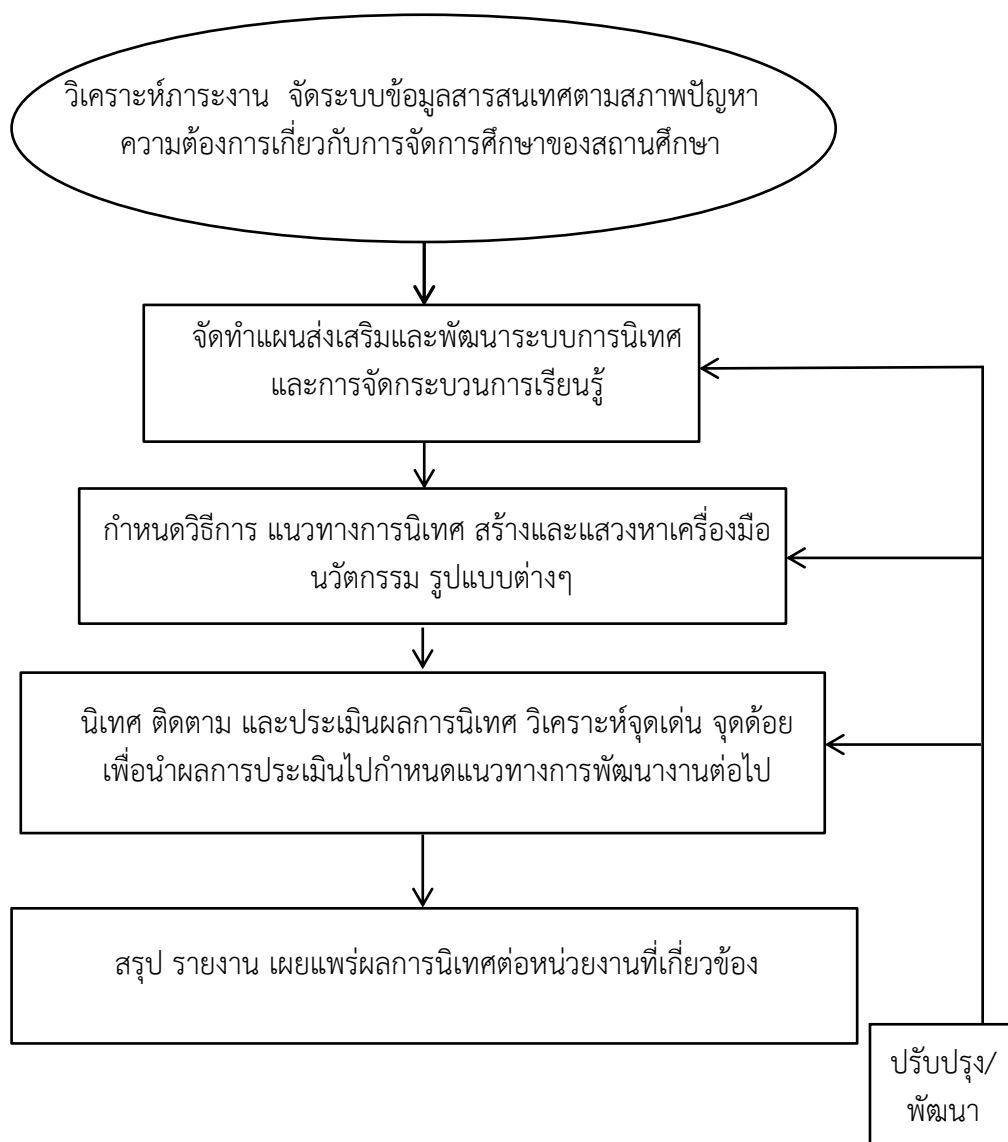 วิเคราะห์ภาระงาน จัดระบบข้อมูลสารสนเทศตามสภาพปัญหา
ความต้องการเกี่ยวกับการจัดการศึกษาของสถานศึกษา
จัดทำแผนส่งเสริมและพัฒนาระบบการนิเทศ
และการจัดกระบวนการเรียนรู้
กำหนดวิธีการ แนวทางการนิเทศ สร้างและแสวงหาเครื่องมือ
นวัตกรรม รูปแบบต่างๆ
นิเทศ ติดตาม และประเมินผลการนิเทศ วิเคราะห์จุดเด่น จุดด้อย
เพื่อนำผลการประเมินไปกำหนดแนวทางการพัฒนางานต่อไป
สรุป รายงาน เผยแพร่ผลการนิเทศต่อหน่วยงานที่เกี่ยวข้อง
ปรับปรุง/
พัฒนา